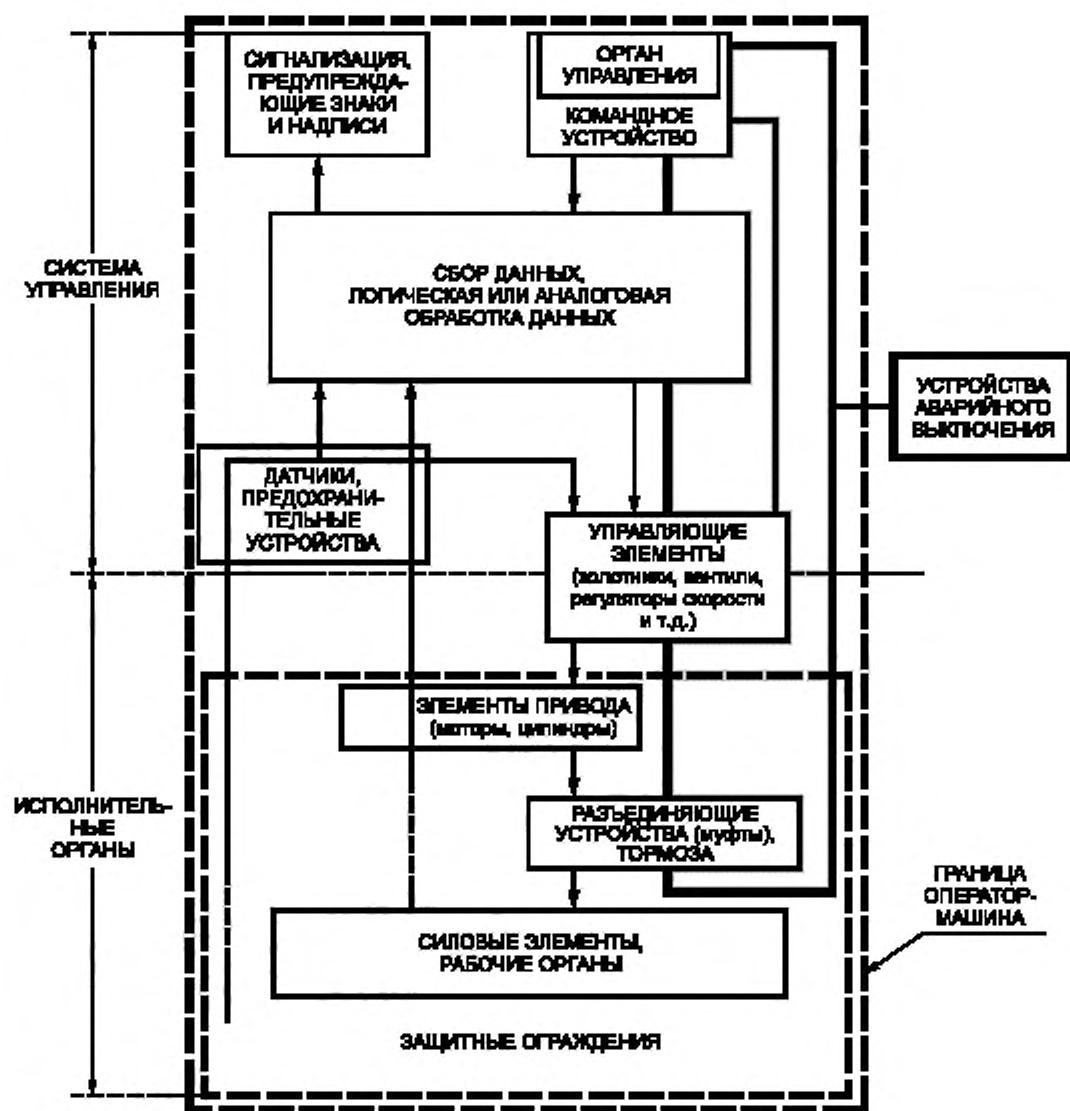 СИГНАЛИЗАЦИЯ,
ПРЕДУПРЕЖДА-
ЮЩИЕ ЗНАКИ
И НАДПИСИ
ОРГАН
УПРАВЛЕНИЯ
КОМАНДНОЕ
УСТРОЙСТВО
СИСТЕМА
УПРАВЛЕНИЯ
СБОР ДАННЫХ,
ЛОГИЧЕСКАЯ ИЛИ АНАЛОГОВАЯ
ОБРАБОТКА ДАННЫХ
УСТРОЙСТВА
АВАРИЙНОГО
ВЫКЛЮЧЕНИЯ
ДАТЧИКИ,
ПРЕДОХРАНИ-
ТЕЛЬНЫЕ
УСТРОЙСТВА
УПРАВЛЯЮЩИЕ
ЭЛЕМЕНТЫ
(золотники, вентили,
регуляторы скорости
и т.д.)
ЭЛЕМЕНТЫ ПРИВОДА
(моторы, цилиндры)
ИСПОЛНИТЕЛЬ-
НЫЕ
ОРГАНЫ
РАЗЪЕДИНЯЮЩИЕ
УСТРОЙСТВА (муфты),
ТОРМОЗА
ГРАНИЦА
ОПЕРАТОР-
МАШИНА
СИЛОВЫЕ ЭЛЕМЕНТЫ,
РАБОЧИЕ ОРГАНЫ
ЗАЩИТНЫЕ ОГРАЖДЕНИЯ